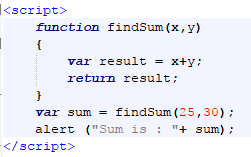 <script>
function findSum(x,y)
{
var result = x+y;
return result;
}
var sum = findSum(25,30);
alert ("Sum is : "+ sum);
</script>